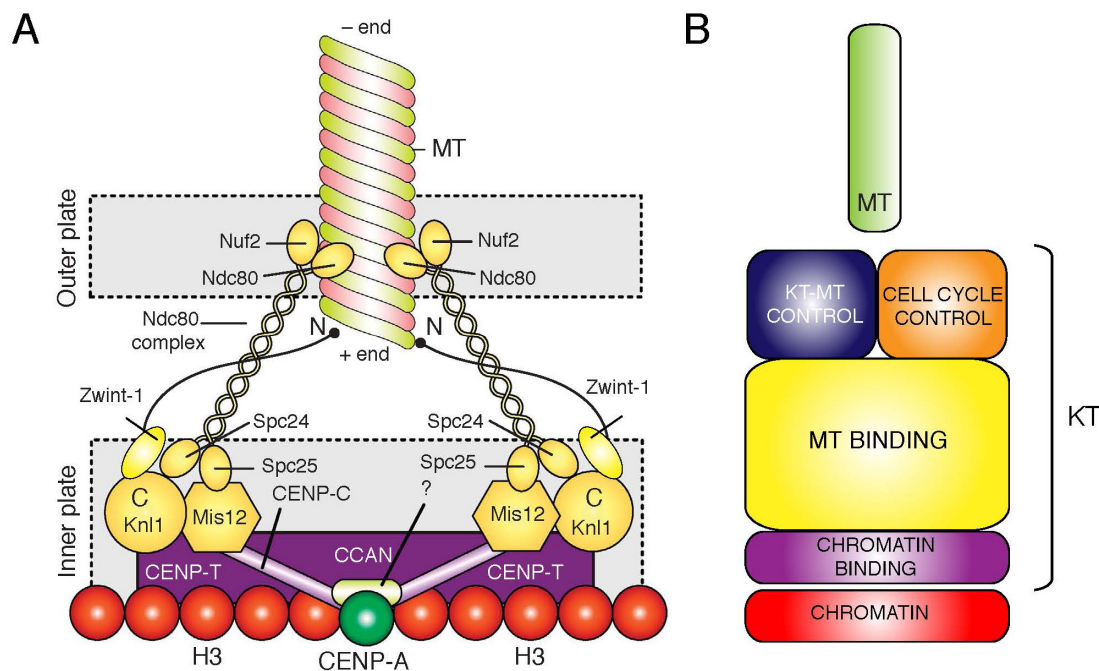 A
– end
MT
Outer plate
Nuf2
Nuf2
Ndc80
Ndc80
Ndc80
complex
N
N
+ end
Zwint-1
Zwint-1
Spc24
Spc24
Inner plate
Spc25
Spc25
CENP-C
?
C
Knl1
Mis12
Mis12
C
Knl1
CCAN
CENP-T
CENP-T
H3
CENP-A
H3
B
MT
KT-MT
CONTROL
CELL CYCLE
CONTROL
KT
MT BINDING
CHROMATIN
BINDING
CHROMATIN